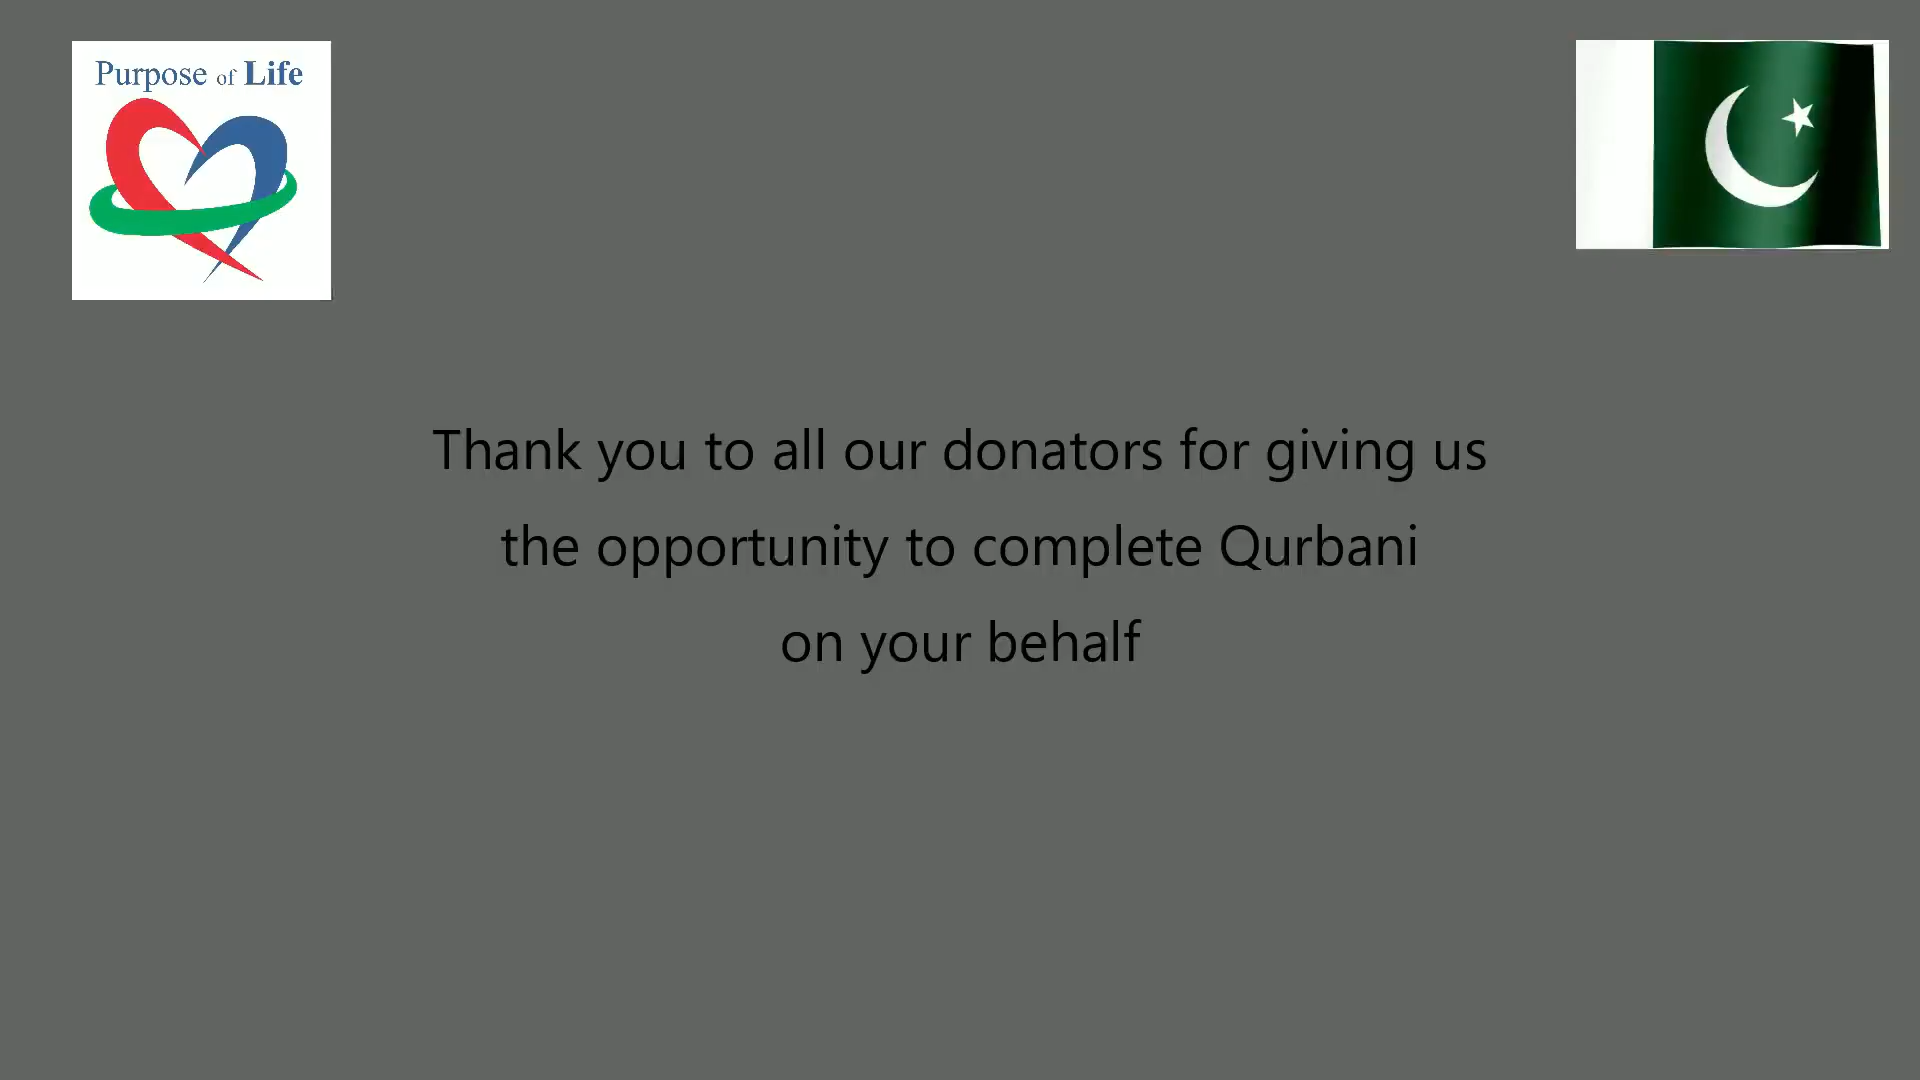 Purpose of Life
Thank you to all our donators for giving us
the opportunity to complete Qurbani
on your behalf